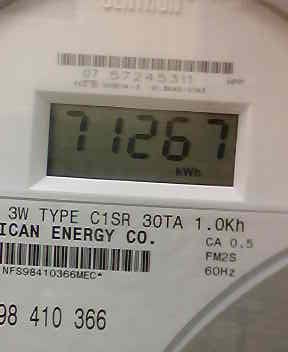 CENTRON
07 57245311
71267
kWh
3W TYPE C1SR 30TA 1.0Kh
ICAN ENERGY CO.
CA 0.5
FM2S
60Hz
NFS98410366MEC*
98 410 366